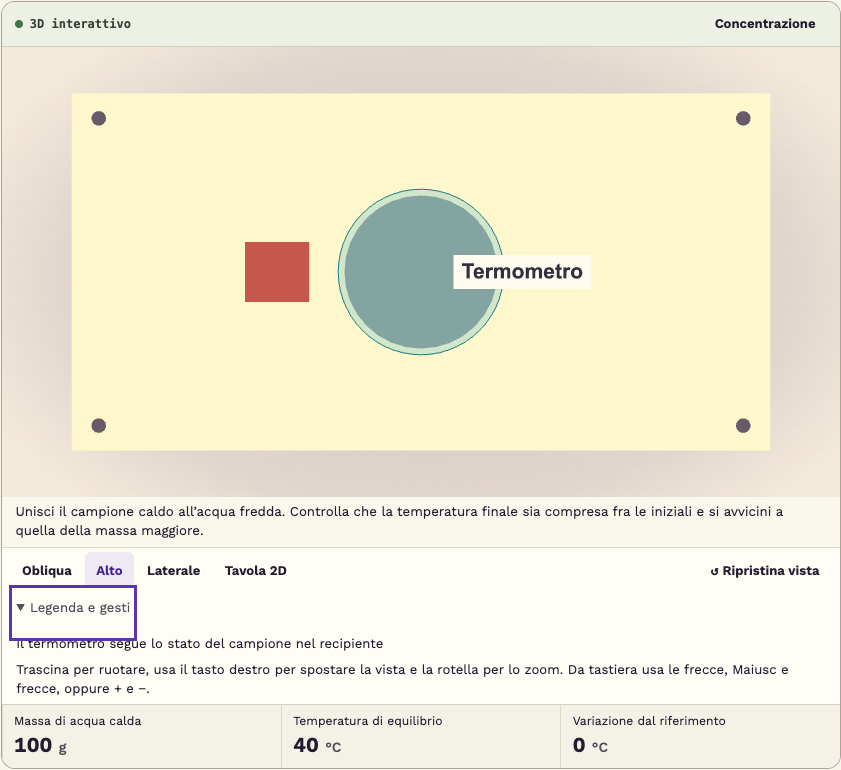 3D interattivo
Concentrazione
Termometro
Unisci il campione caldo all’acqua fredda. Controlla che la temperatura finale sia compresa fra le iniziali e si avvicini a
quella della massa maggiore.
Obliqua Alto Laterale Tavola 2D
↺ Ripristina vista
▼ Legenda e gesti
Il termometro segue lo stato del campione nel recipiente
Trascina per ruotare, usa il tasto destro per spostare la vista e la rotella per lo zoom. Da tastiera usa le frecce, Maiusc e
frecce, oppure + e −.
Massa di acqua calda
100 g
Temperatura di equilibrio
40 °C
Variazione dal riferimento
0 °C